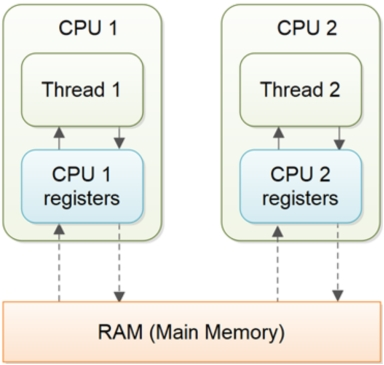 CPU 1
CPU 2
Thread 1
Thread 2
CPU 1
registers
CPU 2
registers
RAM (Main Memory)